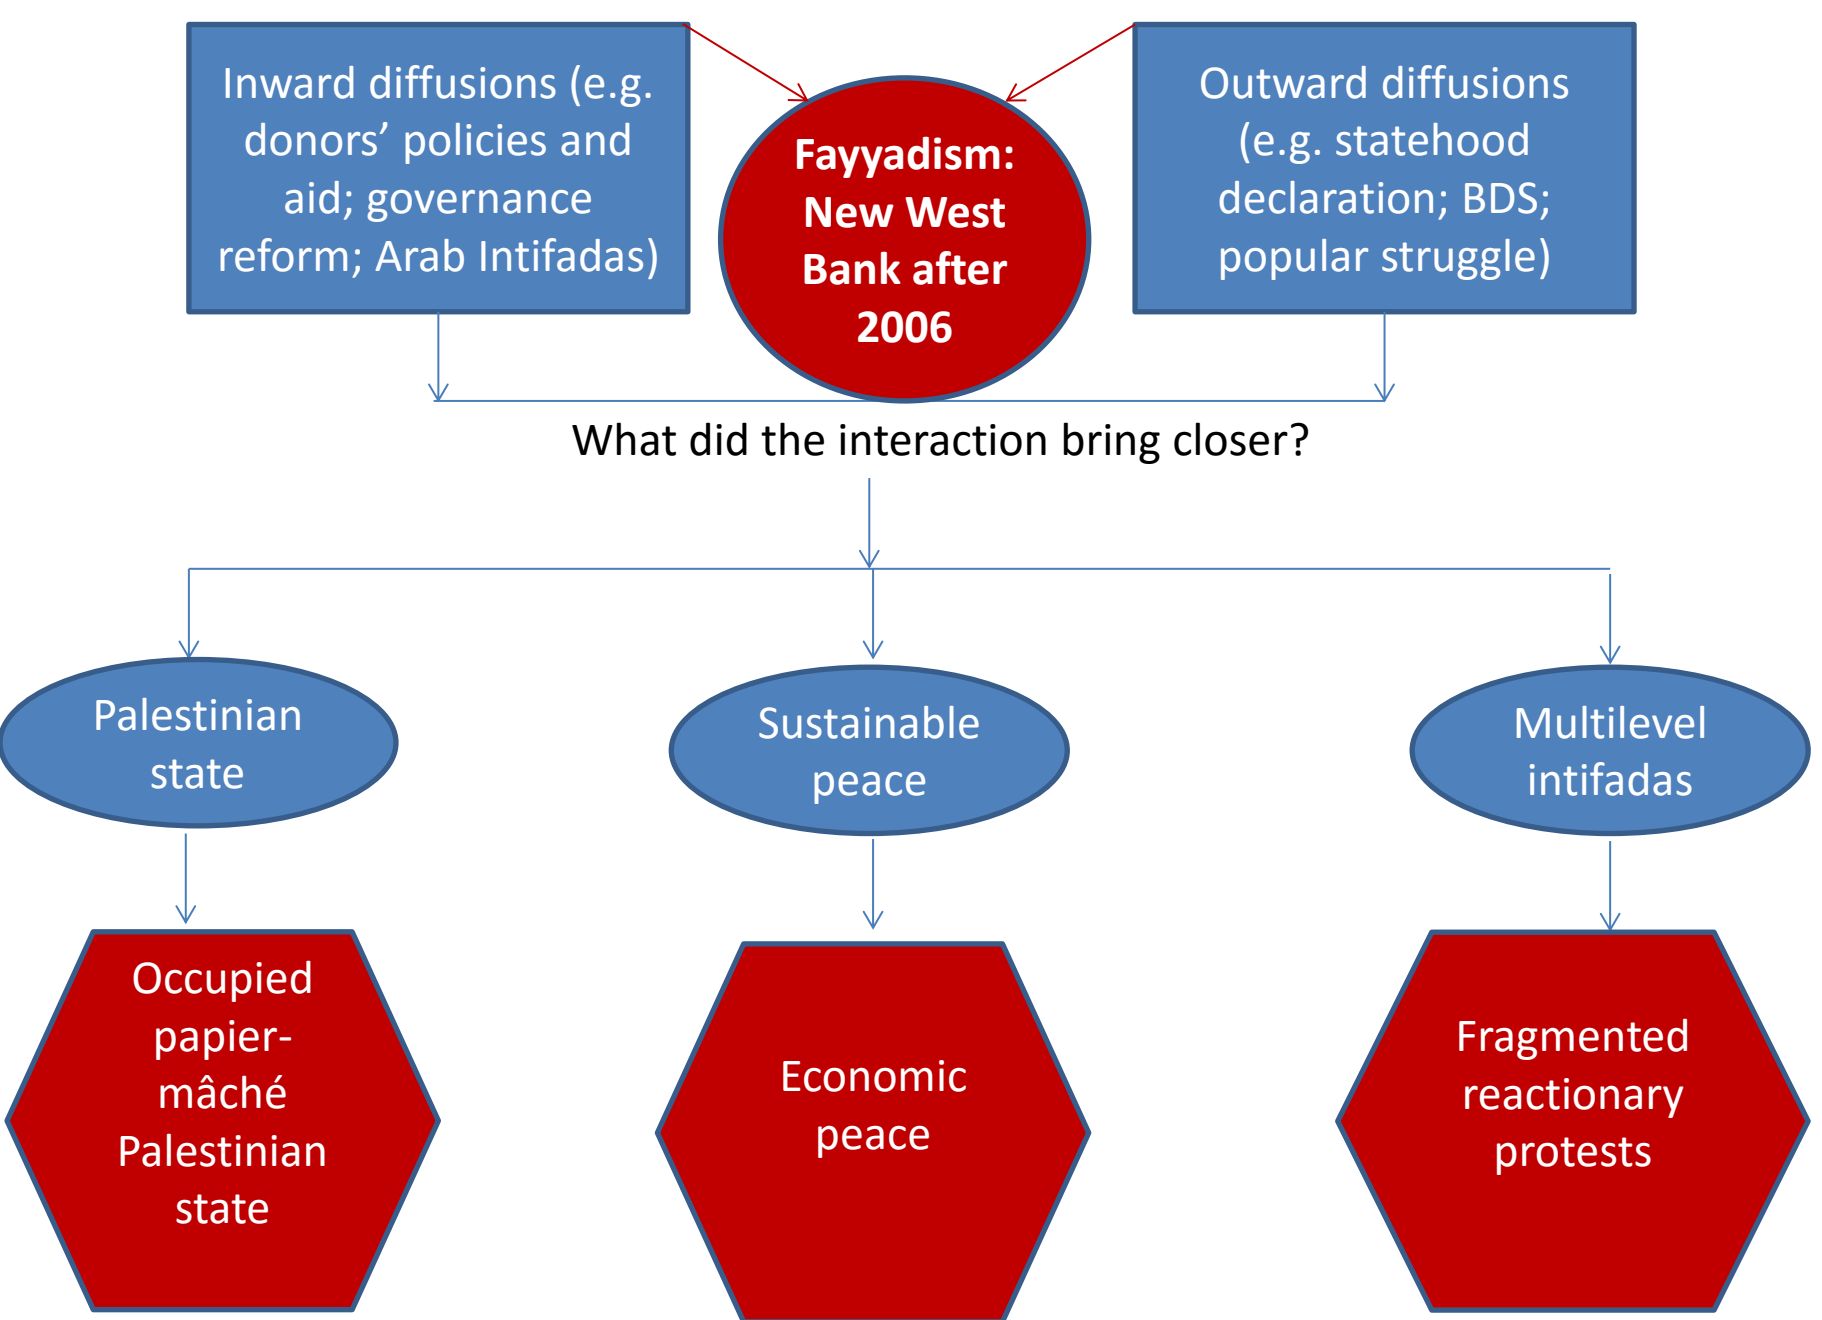 Inward diffusions (e.g.
donors’ policies and
aid; governance
reform; Arab Intifadas)
Fayyadism:
New West
Bank after
2006
Outward diffusions
(e.g. statehood
declaration; BDS;
popular struggle)
What did the interaction bring closer?
Palestinian
state
Sustainable
peace
Multilevel
intifadas
Occupied
papier-
mâché
Palestinian
state
Economic
peace
Fragmented
reactionary
protests